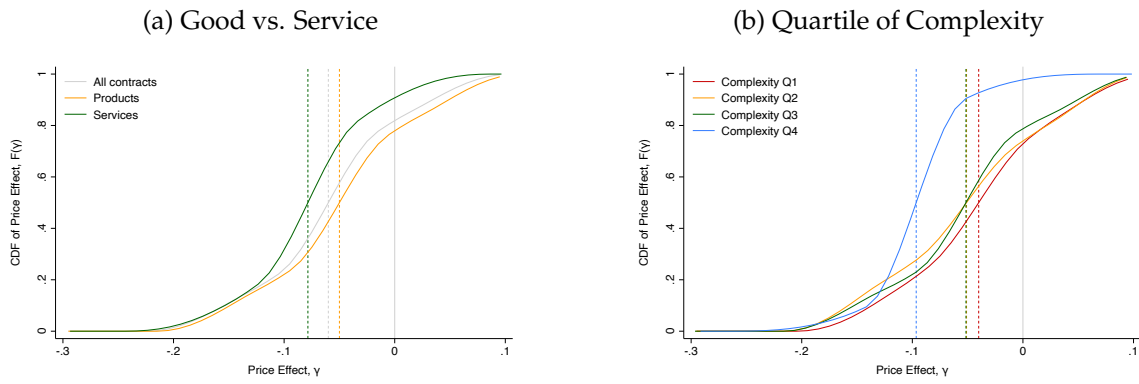 (a) Good vs. Service
CDF of Price Effect, F(γ)
1
.8
.6
.4
.2
0
All contracts
Products
Services
-.3
-.2
-.1
0
.1
Price Effect, γ
(b) Quartile of Complexity
CDF of Price Effect, F(γ)
1
.8
.6
.4
.2
0
Complexity Q1
Complexity Q2
Complexity Q3
Complexity Q4
-.3
-.2
-.1
0
.1
Price Effect, γ